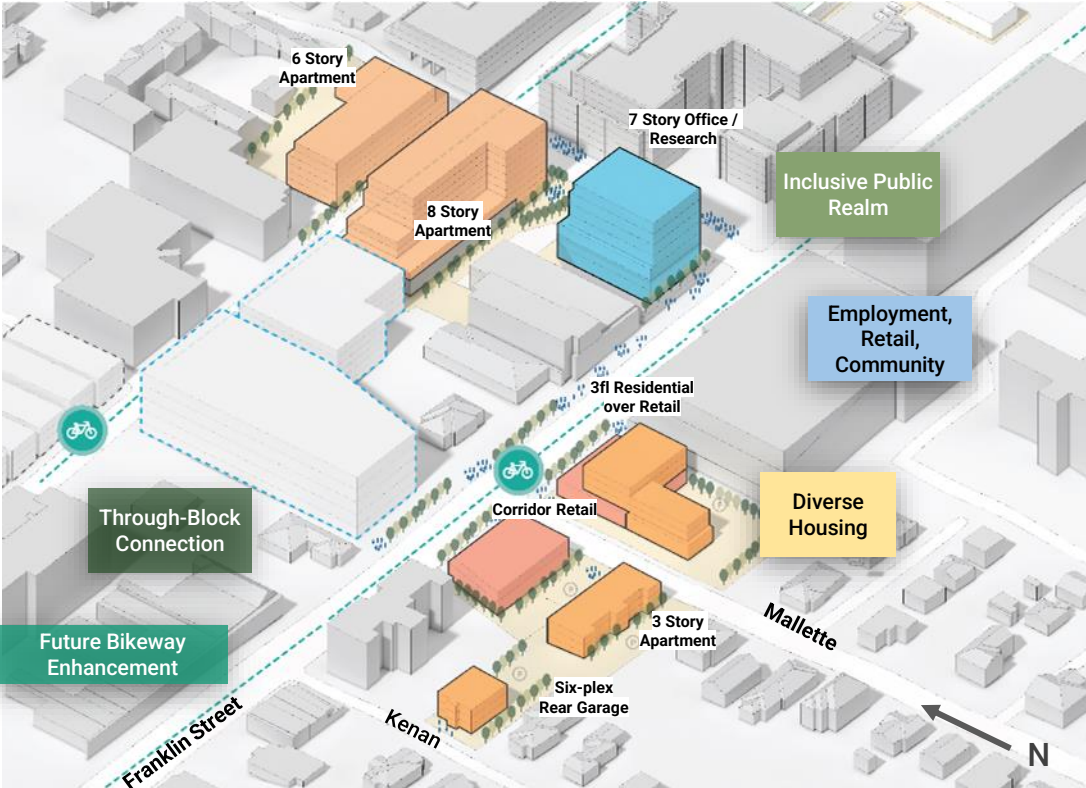 6 Story
Apartment
7 Story Office /
Research
Inclusive Public
Realm
8 Story
Apartment
Employment,
Retail,
Community
3fl Residential
over Retail
Diverse
Housing
Corridor Retail
Through-Block
Connection
Mallette
3 Story
Apartment
Future Bikeway
Enhancement
Six-plex
Rear Garage
Kenan
Franklin Street
N
P
P
P
P